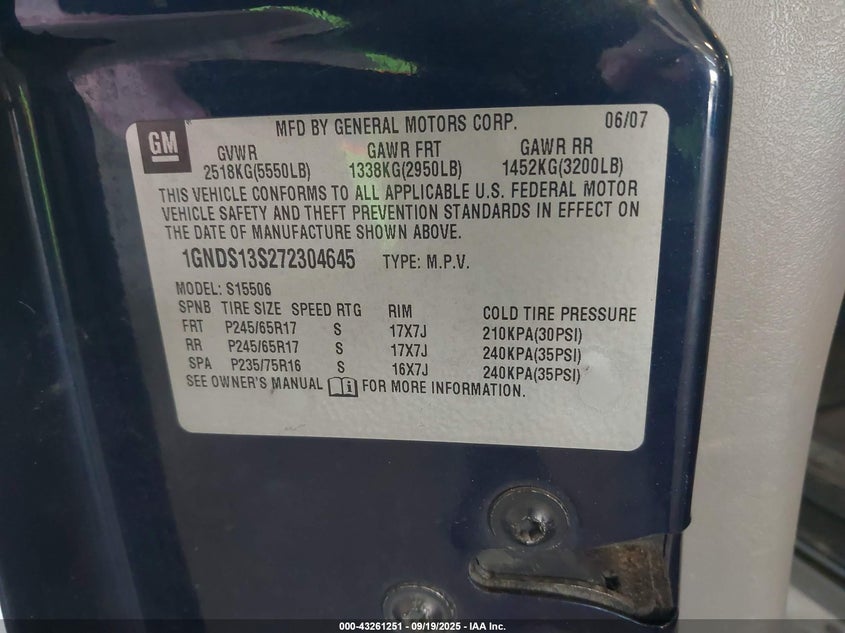 GM
MFD BY GENERAL MOTORS CORP. 06/07
GVWR GAWR FRT GAWR RR
2518KG(5550LB) 1338KG(2950LB) 1452KG(3200LB)
THIS VEHICLE CONFORMS TO ALL APPLICABLE U.S. FEDERAL MOTOR
VEHICLE SAFETY AND THEFT PREVENTION STANDARDS IN EFFECT ON
THE DATE OF MANUFACTURE SHOWN ABOVE.
1GNDS13S272304645 TYPE: M.P.V.
MODEL: S15506
SPNB TIRE SIZE SPEED RTG RIM COLD TIRE PRESSURE
FRT P245/65R17 S 17X7J 210KPA(30PSI)
RR P245/65R17 S 17X7J 240KPA(35PSI)
SPA P235/75R16 S 16X7J 240KPA(35PSI)
SEE OWNER'S MANUAL FOR MORE INFORMATION.
000-43261251 - 09/19/2025 - IAA Inc.